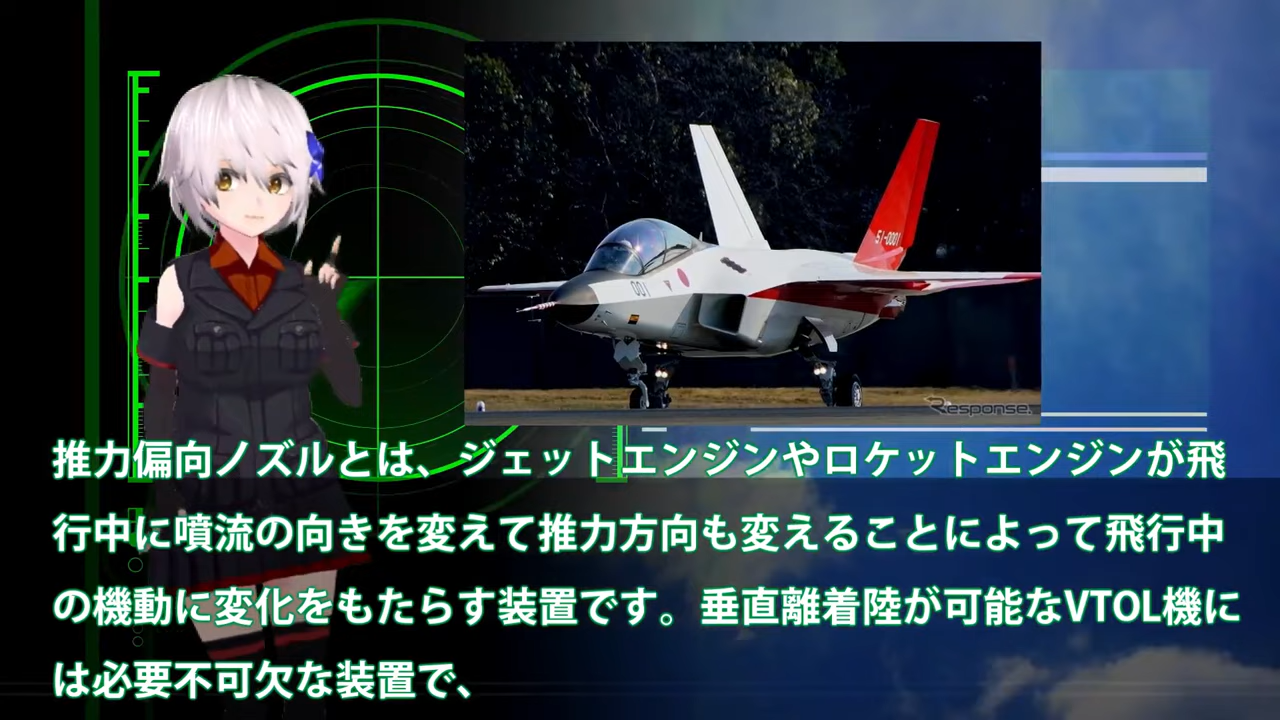 51-0001
001
Response.
推力偏向ノズルとは、ジェットエンジンやロケットエンジンが飛
行中に噴流の向きを変えて推力方向も変えることによって飛行中
の機動に変化をもたらす装置です。垂直離着陸が可能なVTOL機に
は必要不可欠な装置で、